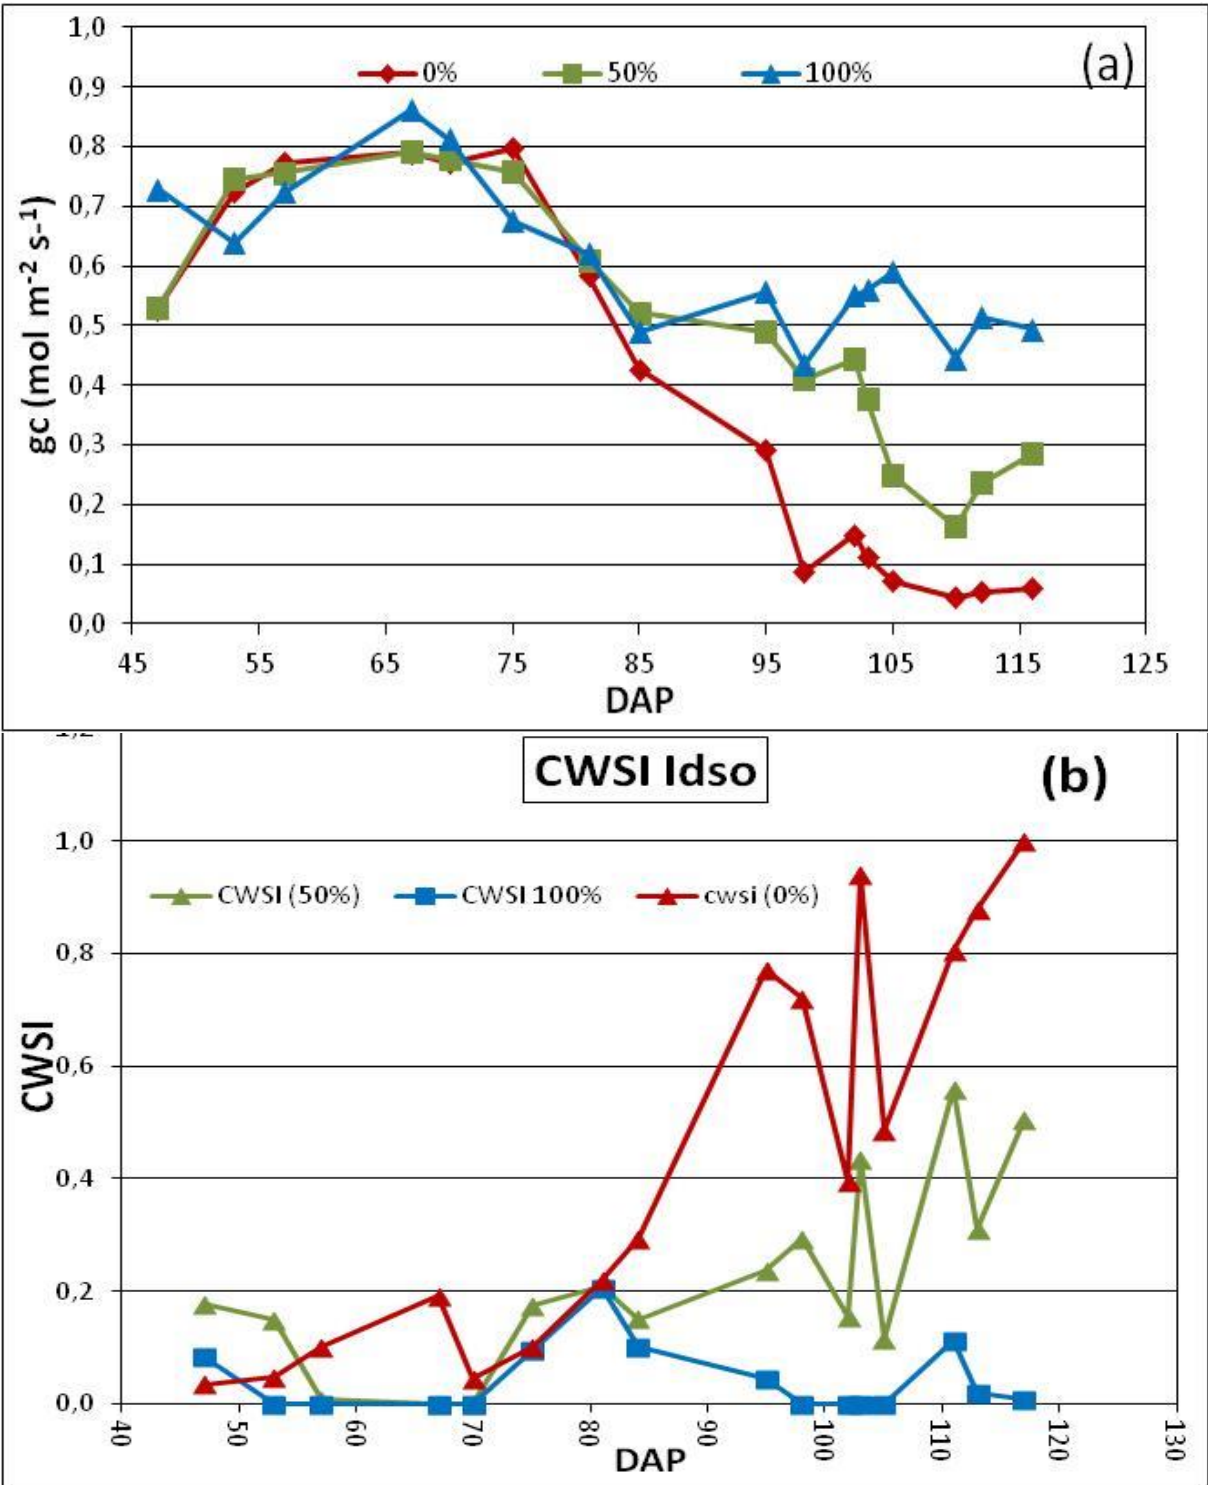 1,0
0% 50% 100% (a)
0,9
0,8
0,7
0,6
0,5
0,4
0,3
0,2
0,1
0,0
gc (mol m⁻² s-¹)
45 55 65 75 85 95 105 115 125
DAP
1,2
CWSI Idso (b)
1,0
CWSI (50%) CWSI 100% cwsi (0%)
0,8
0,6
0,4
0,2
0,0
CWSI
40 50 60 70 80 90 100 110 120 130
DAP